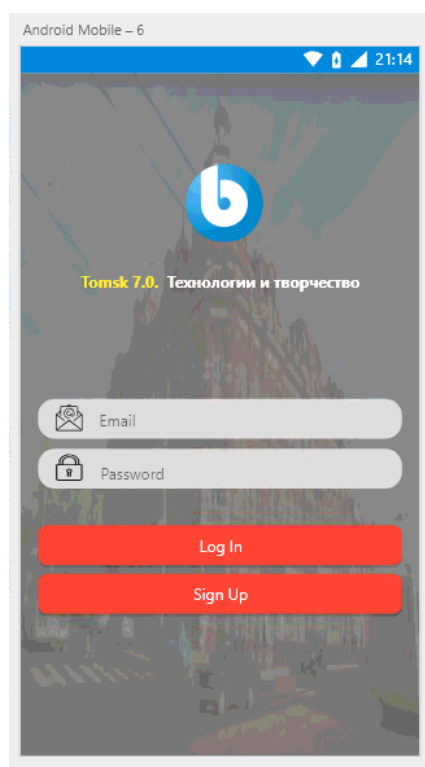 Android Mobile – 6
21:14
b
Tomsk 7.0. Технологии и творчество
Email
Password
Log In
Sign Up